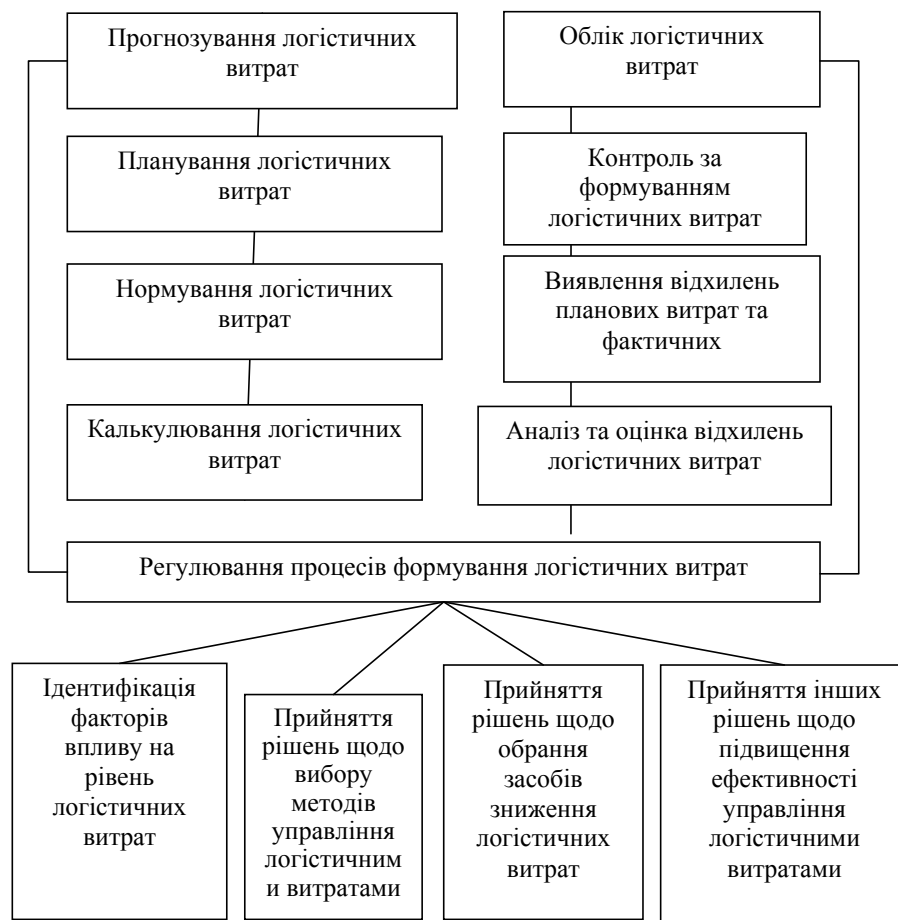 Прогнозування логістичних
витрат
Планування логістичних
витрат
Нормування логістичних
витрат
Калькулювання логістичних
витрат
Облік логістичних
витрат
Контроль за
формуванням
логістичних витрат
Виявлення відхилень
планових витрат та
фактичних
Аналіз та оцінка відхилень
логістичних витрат
Регулювання процесів формування логістичних витрат
Ідентифікація
факторів
впливу на
рівень
логістичних
витрат
Прийняття
рішень щодо
вибору
методів
управління
логістичним
и витратами
Прийняття
рішень щодо
обрання
засобів
зниження
логістичних
витрат
Прийняття інших
рішень щодо
підвищення
ефективності
управління
логістичними
витратами